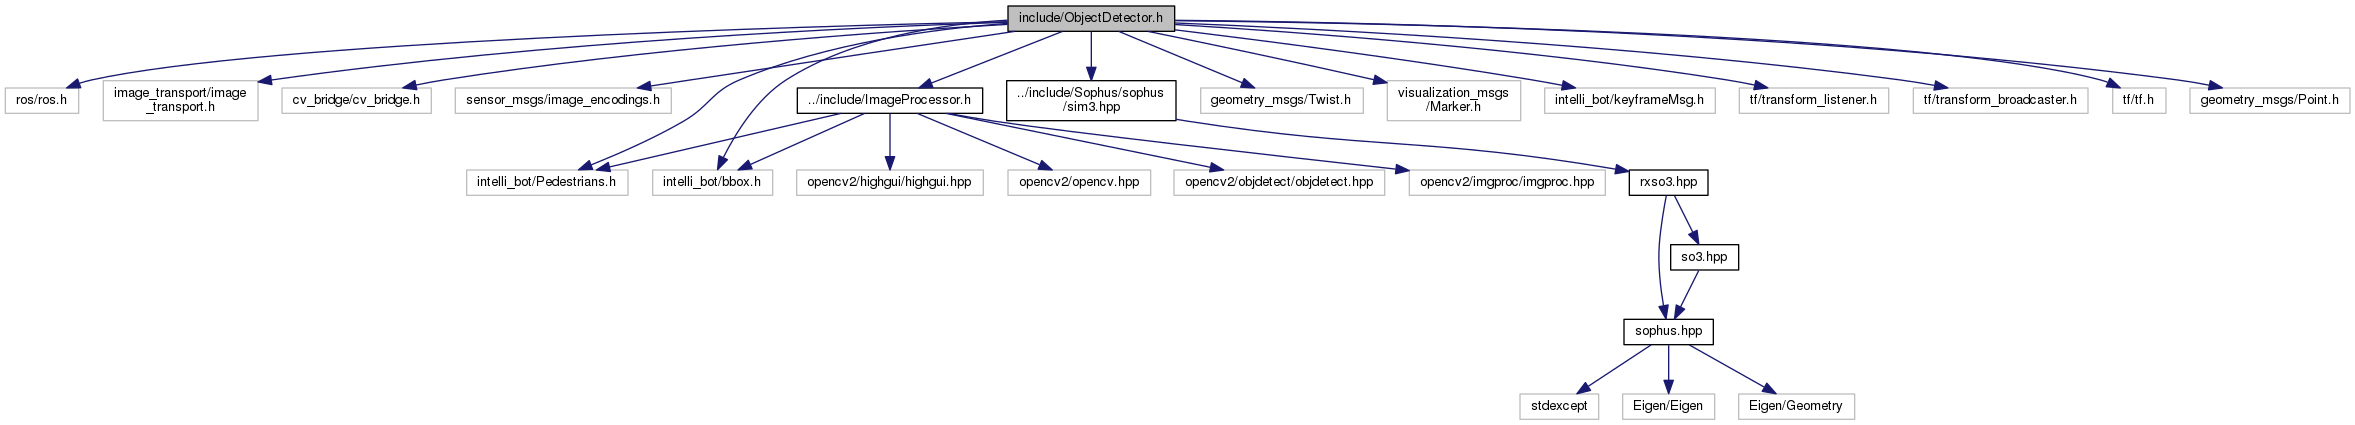 include/ObjectDetector.h
ros/ros.h
image_transport/image
_transport.h
cv_bridge/cv_bridge.h
sensor_msgs/image_encodings.h
../include/ImageProcessor.h
../include/Sophus/sophus
/sim3.hpp
geometry_msgs/Twist.h
visualization_msgs
/Marker.h
intelli_bot/keyframeMsg.h
tf/transform_listener.h
tf/transform_broadcaster.h
tf/tf.h
geometry_msgs/Point.h
intelli_bot/Pedestrians.h
intelli_bot/bbox.h
opencv2/highgui/highgui.hpp
opencv2/opencv.hpp
opencv2/objdetect/objdetect.hpp
opencv2/imgproc/imgproc.hpp
rxso3.hpp
so3.hpp
sophus.hpp
stdexcept
Eigen/Eigen
Eigen/Geometry